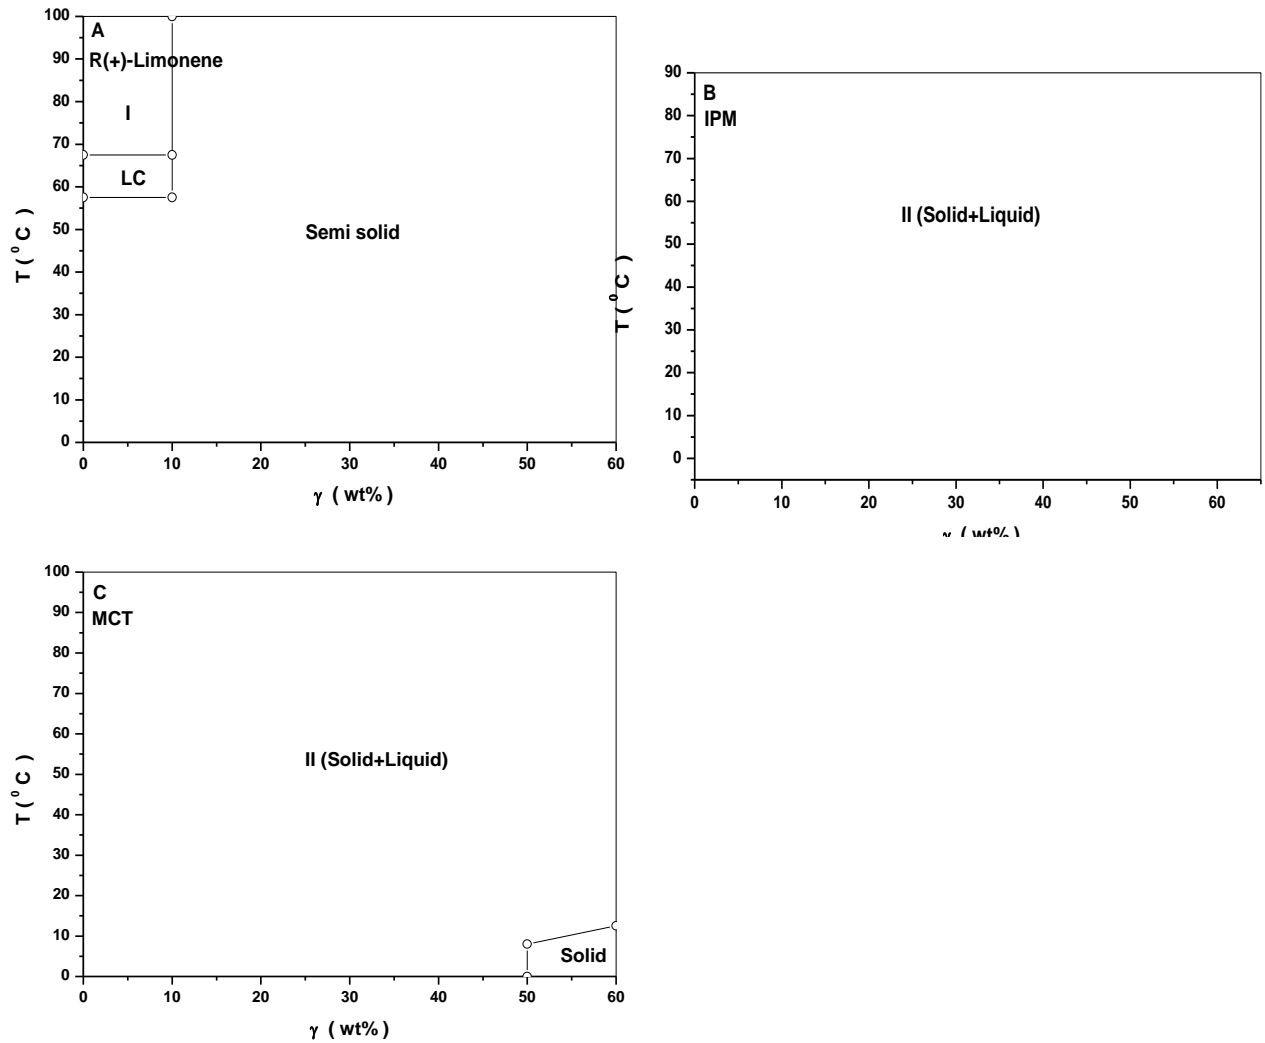 A
R(+)-Limonene
I
LC
Semi solid
T ( ⁰ C )
100
90
80
70
60
50
40
30
20
10
0
0 10 20 30 40 50 60
γ ( wt% )
B
IPM
II (Solid+Liquid)
T ( ⁰ C )
90
80
70
60
50
40
30
20
10
0
0 10 20 30 40 50 60
γ ( wt% )
C
MCT
II (Solid+Liquid)
Solid
T ( ⁰ C )
100
90
80
70
60
50
40
30
20
10
0
0 10 20 30 40 50 60
γ ( wt% )